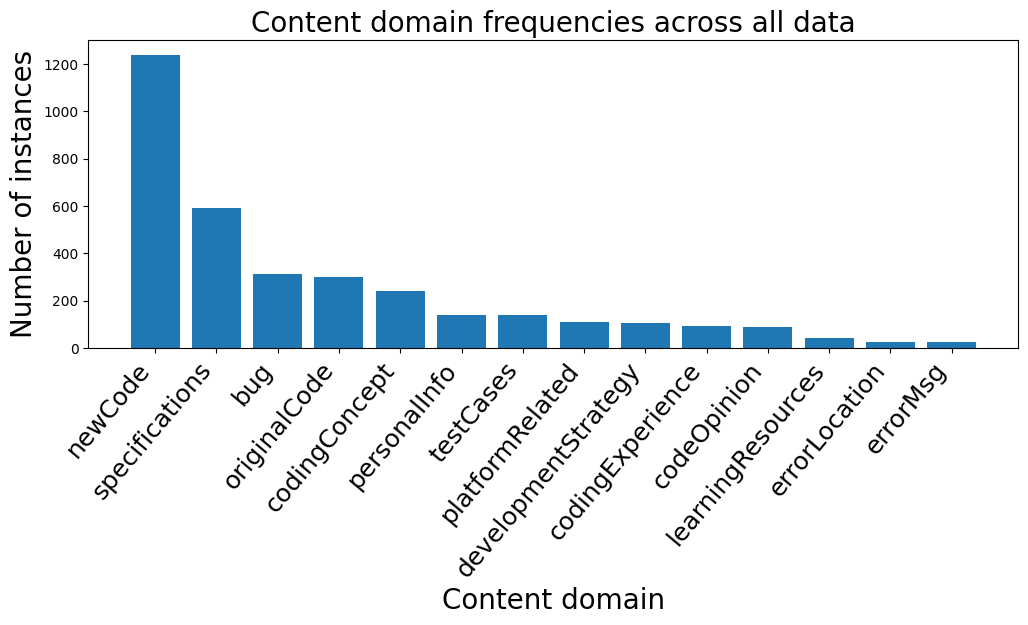 Content domain frequencies across all data
Number of instances
1200
1000
800
600
400
200
0
newCode
specifications
bug
originalCode
codingConcept
personalInfo
testCases
platformRelated
developmentStrategy
codingExperience
codeOpinion
learningResources
errorLocation
errorMsg
Content domain